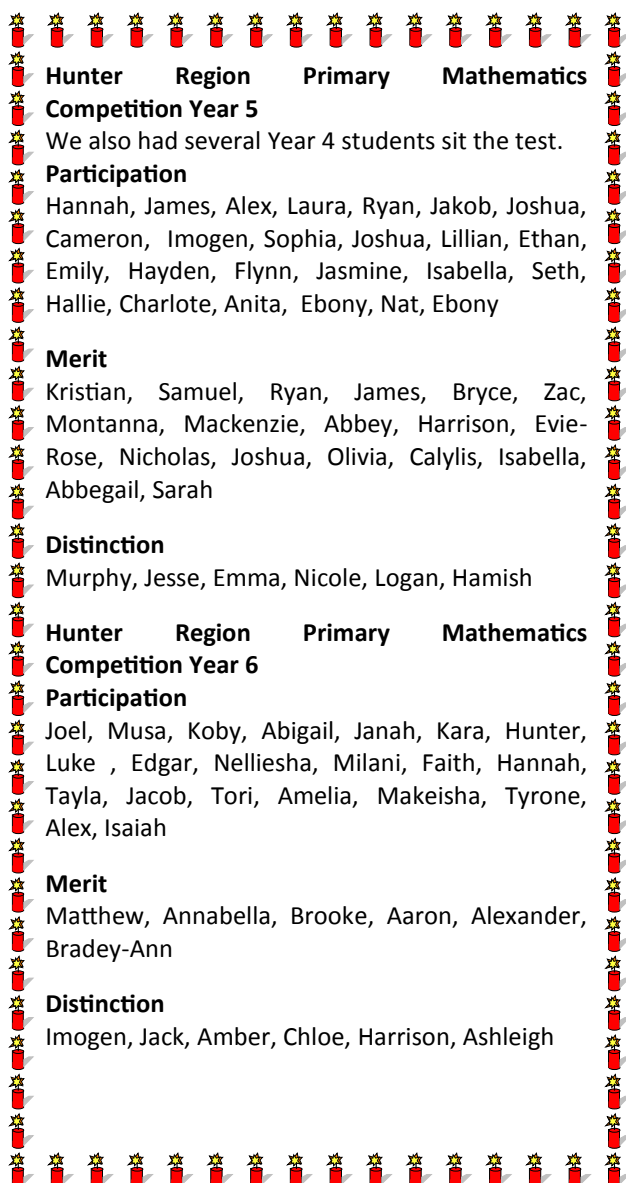 Hunter Region Primary Mathematics
Competition Year 5
We also had several Year 4 students sit the test.
Participation
Hannah, James, Alex, Laura, Ryan, Jakob, Joshua,
Cameron, Imogen, Sophia, Joshua, Lillian, Ethan,
Emily, Hayden, Flynn, Jasmine, Isabella, Seth,
Hallie, Charlote, Anita, Ebony, Nat, Ebony
Merit
Kristian, Samuel, Ryan, James, Bryce, Zac,
Montanna, Mackenzie, Abbey, Harrison, Evie-
Rose, Nicholas, Joshua, Olivia, Calylis, Isabella,
Abbegail, Sarah
Distinction
Murphy, Jesse, Emma, Nicole, Logan, Hamish
Hunter Region Primary Mathematics
Competition Year 6
Participation
Joel, Musa, Koby, Abigail, Janah, Kara, Hunter,
Luke , Edgar, Nelliesha, Milani, Faith, Hannah,
Tayla, Jacob, Tori, Amelia, Makeisha, Tyrone,
Alex, Isaiah
Merit
Matthew, Annabella, Brooke, Aaron, Alexander,
Bradey-Ann
Distinction
Imogen, Jack, Amber, Chloe, Harrison, Ashleigh